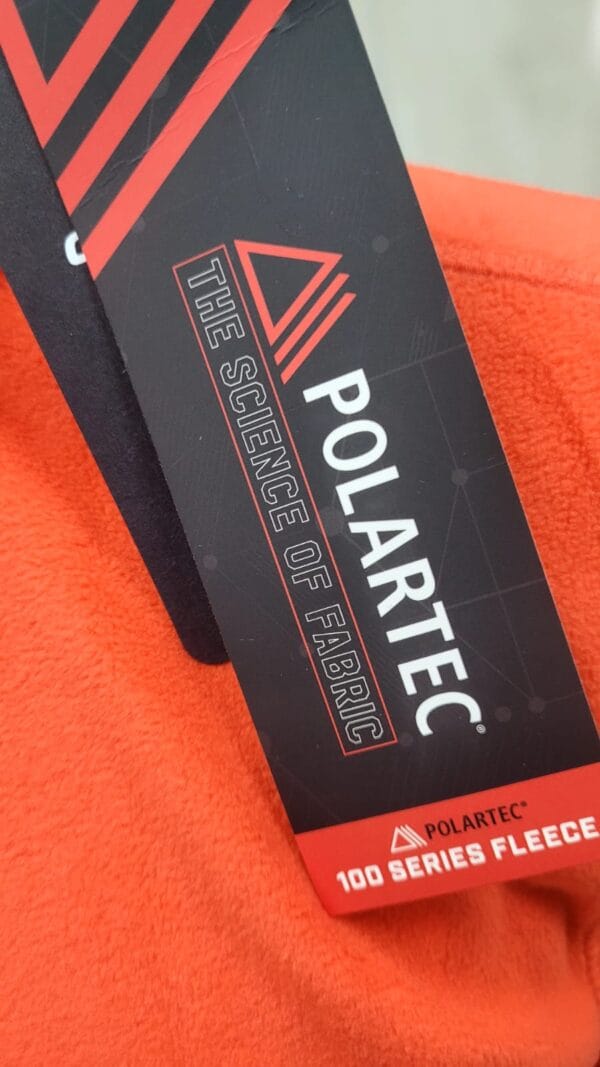 THE SCIENCE OF FABRIC
POLARTEC®
POLARTEC®
100 SERIES FLEECE